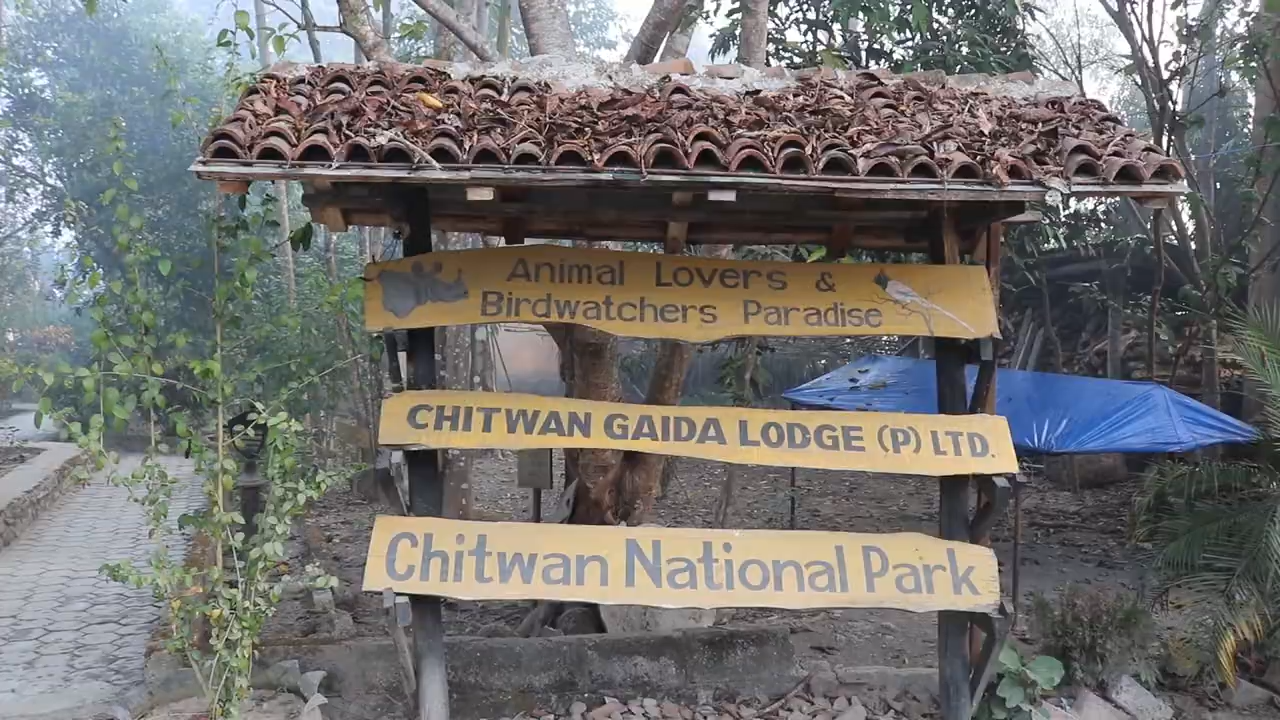 Animal Lovers &
Birdwatchers Paradise
CHITWAN GAIDA LODGE (P) LTD.
Chitwan National Park